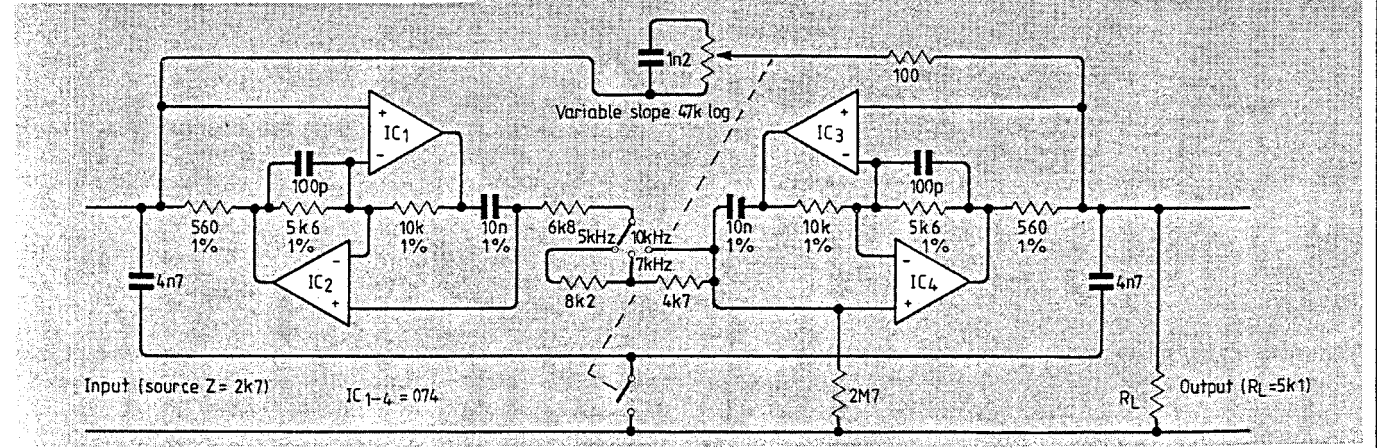 1n2
100
Variable slope 47k log
+
IC1
-
+
IC3
-
100p
100p
560
1%
5k6
1%
10k
1%
10n
1%
6k8
5kHz
10kHz
7kHz
10n
1%
10k
1%
5k6
1%
560
1%
4n7
-
IC2
+
8k2
4k7
-
IC4
+
4n7
Input (source Z = 2k7)
IC1-4 = 074
2M7
RL
Output (RL=5k1)